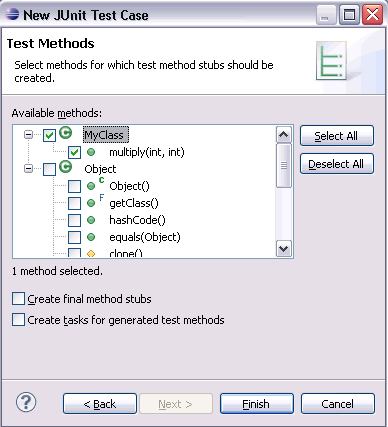 New JUnit Test Case
Test Methods
Select methods for which test method stubs should be
created.
Available methods:
MyClass
multiply(int, int)
Object
C Object()
F getClass()
hashCode()
equals(Object)
clone()
Select All
Deselect All
1 method selected.
Create final method stubs
Create tasks for generated test methods
? < Back Next > Finish Cancel